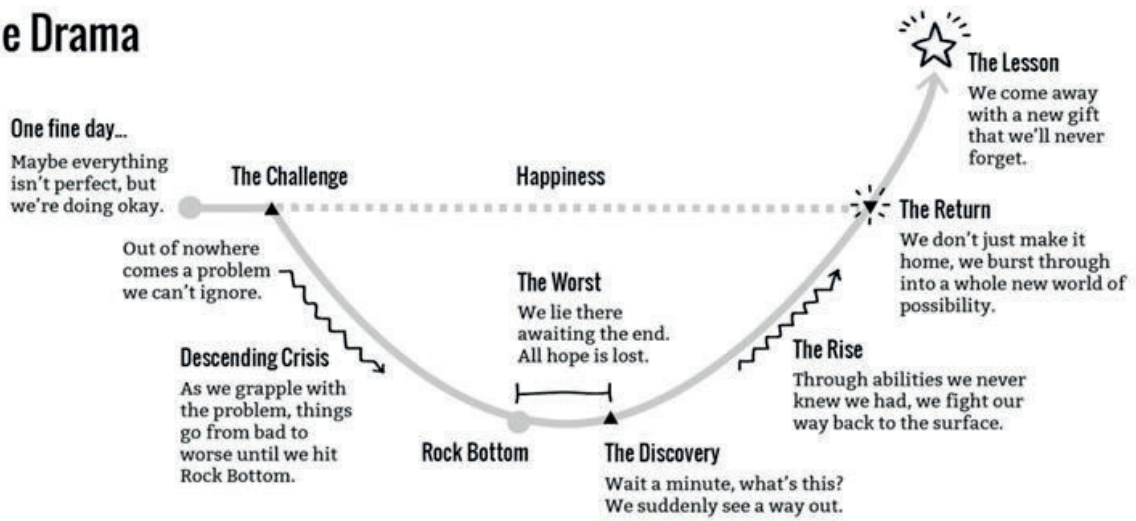 e Drama
One fine day...
Maybe everything
isn't perfect, but
we're doing okay.
The Challenge
Out of nowhere
comes a problem
we can't ignore.
Happiness
Descending Crisis
As we grapple with
the problem, things
go from bad to
worse until we hit
Rock Bottom.
Rock Bottom
The Worst
We lie there
awaiting the end.
All hope is lost.
The Discovery
Wait a minute, what's this?
We suddenly see a way out.
The Rise
Through abilities we never
knew we had, we fight our
way back to the surface.
The Return
We don't just make it
home, we burst through
into a whole new world of
possibility.
The Lesson
We come away
with a new gift
that we'll never
forget.